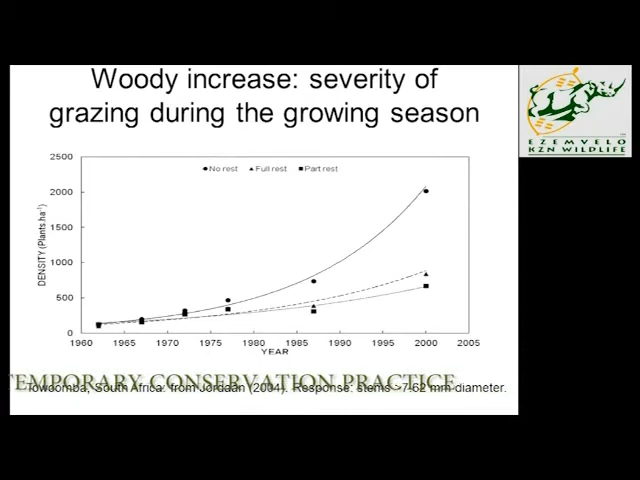 Woody increase: severity of
grazing during the growing season
EZEMVELO
KZN WILDLIFE
2500
2000
1500
1000
500
0
DENSITY (Plants.ha⁻¹)
No rest Full rest Part rest
1960 1965 1970 1975 1980 1985 1990 1995 2000 2005
YEAR
TEMPORARY CONSERVATION PRACTICE
Towoomba, South Africa: from Jordaan (2004). Response: stems >7.62 mm diameter.